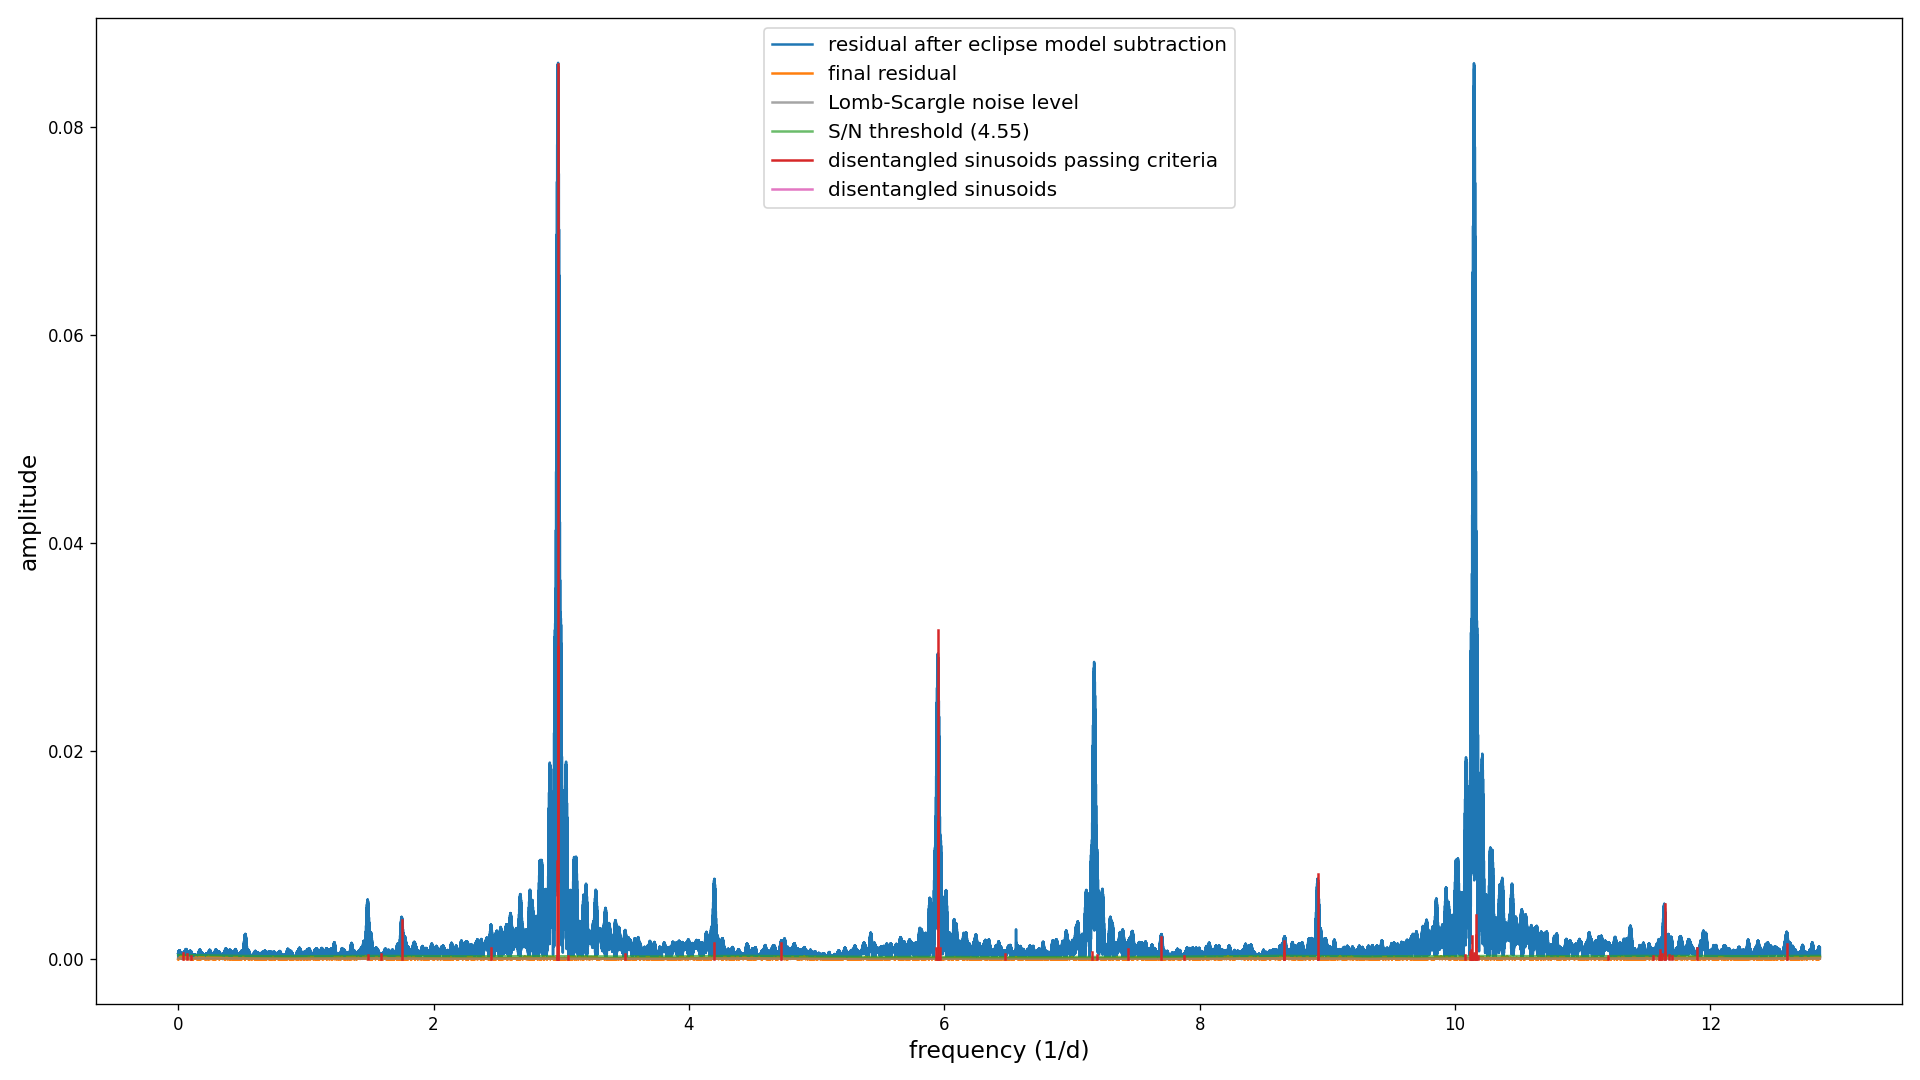 residual after eclipse model subtraction
final residual
Lomb-Scargle noise level
S/N threshold (4.55)
disentangled sinusoids passing criteria
disentangled sinusoids
amplitude
0.08
0.06
0.04
0.02
0.00
0 2 4 6 8 10 12
frequency (1/d)